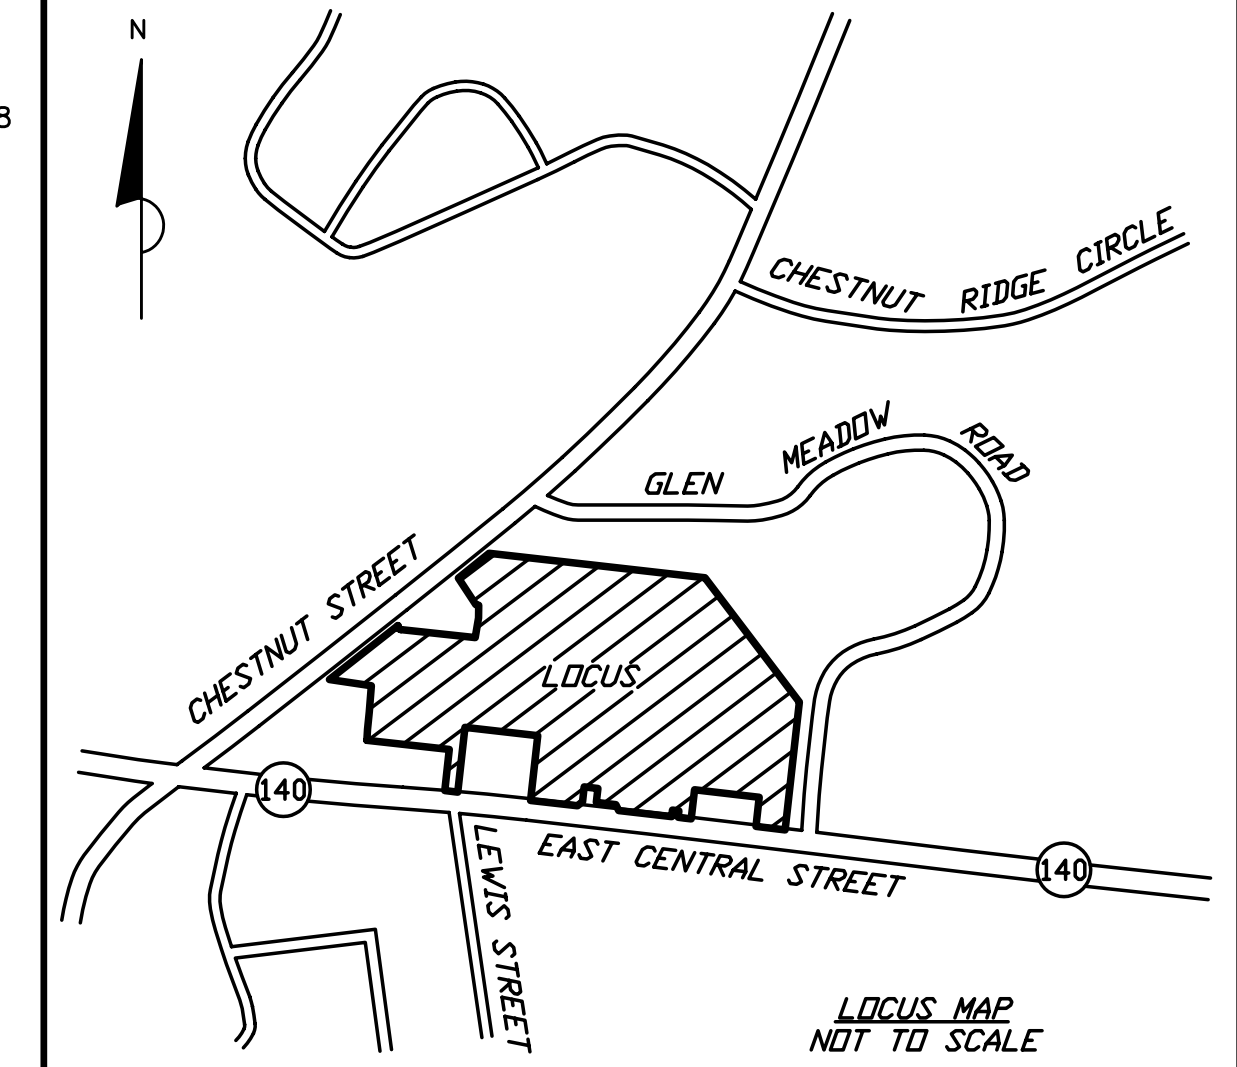 N
8
CHESTNUT RIDGE CIRCLE
GLEN MEADOW ROAD
CHESTNUT STREET
LOCUS
140
EAST CENTRAL STREET
140
LEWIS STREET
LOCUS MAP
NOT TO SCALE